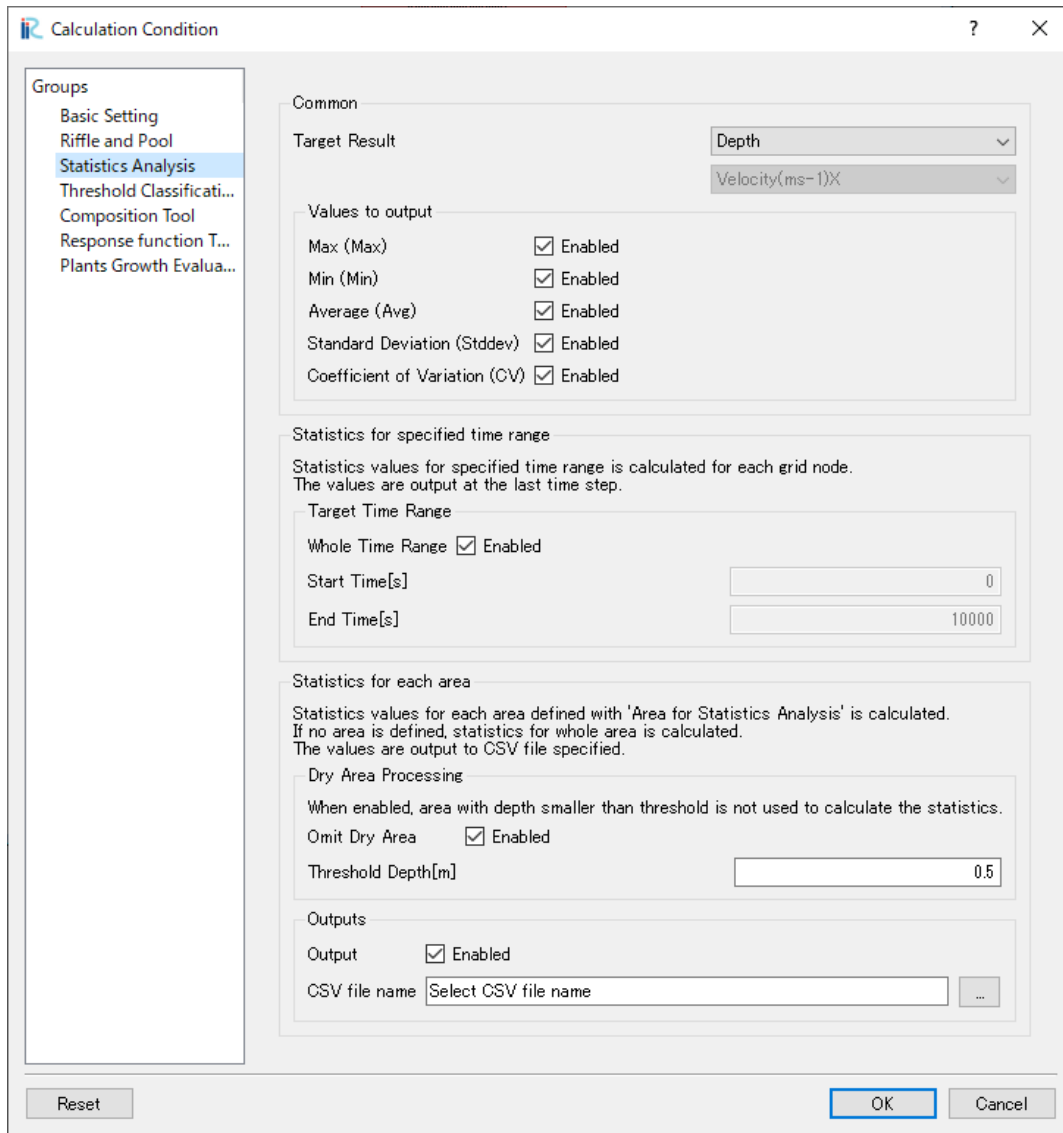 iRIC Calculation Condition ? ×
Groups
Basic Setting
Riffle and Pool
Statistics Analysis
Threshold Classificati...
Composition Tool
Response function T...
Plants Growth Evalua...
Common
Target Result Depth
Velocity(ms-1)X
Values to output
Max (Max) Enabled
Min (Min) Enabled
Average (Avg) Enabled
Standard Deviation (Stddev) Enabled
Coefficient of Variation (CV) Enabled
Statistics for specified time range
Statistics values for specified time range is calculated for each grid node.
The values are output at the last time step.
Target Time Range
Whole Time Range Enabled
Start Time[s] 0
End Time[s] 10000
Statistics for each area
Statistics values for each area defined with 'Area for Statistics Analysis' is calculated.
If no area is defined, statistics for whole area is calculated.
The values are output to CSV file specified.
Dry Area Processing
When enabled, area with depth smaller than threshold is not used to calculate the statistics.
Omit Dry Area Enabled
Threshold Depth[m] 0.5
Outputs
Output Enabled
CSV file name Select CSV file name ...
Reset OK Cancel